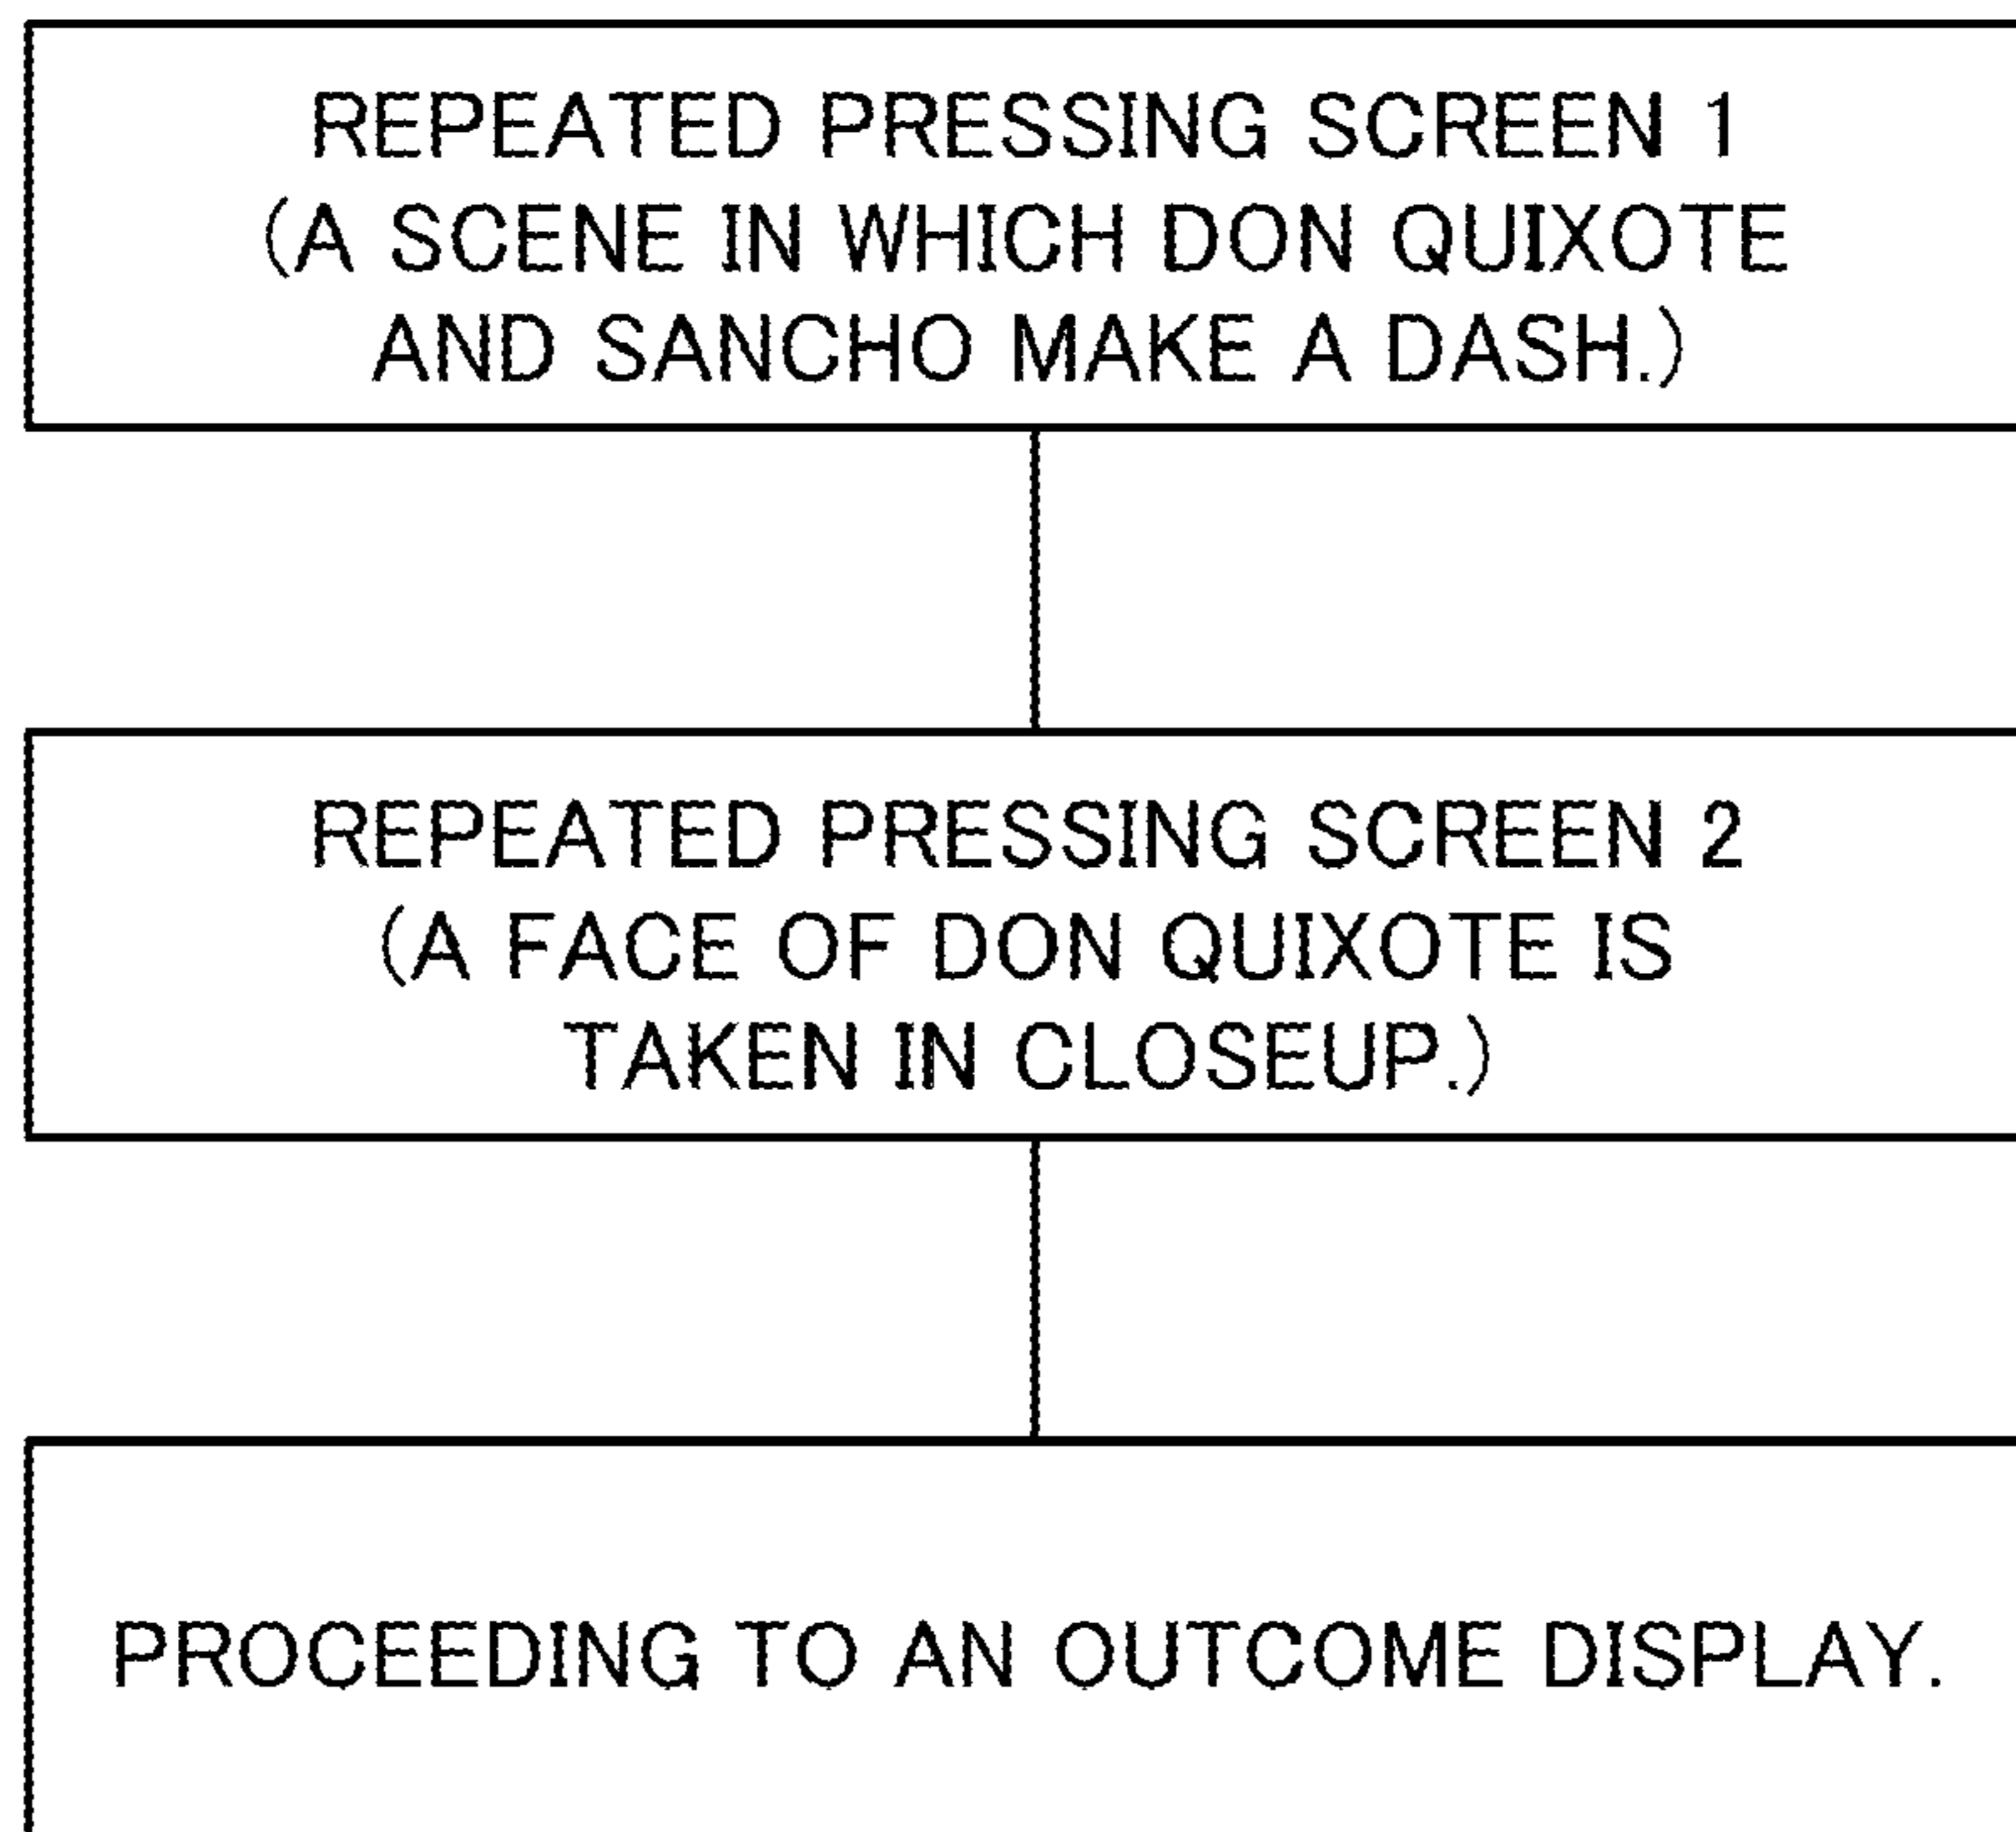 REPEATED PRESSING SCREEN 1
(A SCENE IN WHICH DON QUIXOTE
AND SANCHO MAKE A DASH.)
REPEATED PRESSING SCREEN 2
(A FACE OF DON QUIXOTE IS
TAKEN IN CLOSEUP.)
PROCEEDING TO AN OUTCOME DISPLAY.